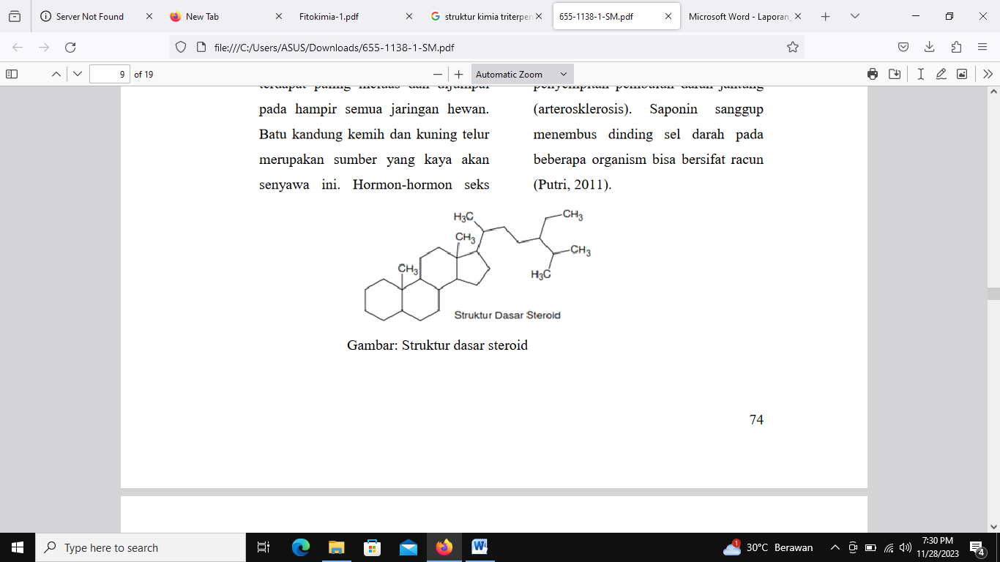 Server Not Found
New Tab
Fitokimia-1.pdf
struktur kimia triterpen
655-1138-1-SM.pdf
Microsoft Word - Laporan_
file:///C:/Users/ASUS/Downloads/655-1138-1-SM.pdf
9 of 19
Automatic Zoom
pada hampir semua jaringan hewan.
Batu kandung kemih dan kuning telur
merupakan sumber yang kaya akan
senyawa ini. Hormon-hormon seks
(arterosklerosis). Saponin sanggup
menembus dinding sel darah pada
beberapa organism bisa bersifat racun
(Putri, 2011).
H₃C
CH₃
CH₃
CH₃
CH₃
H₃C
Struktur Dasar Steroid
Gambar: Struktur dasar steroid
74
Type here to search
W
1
30°C Berawan
7:30 PM
11/28/2023
4